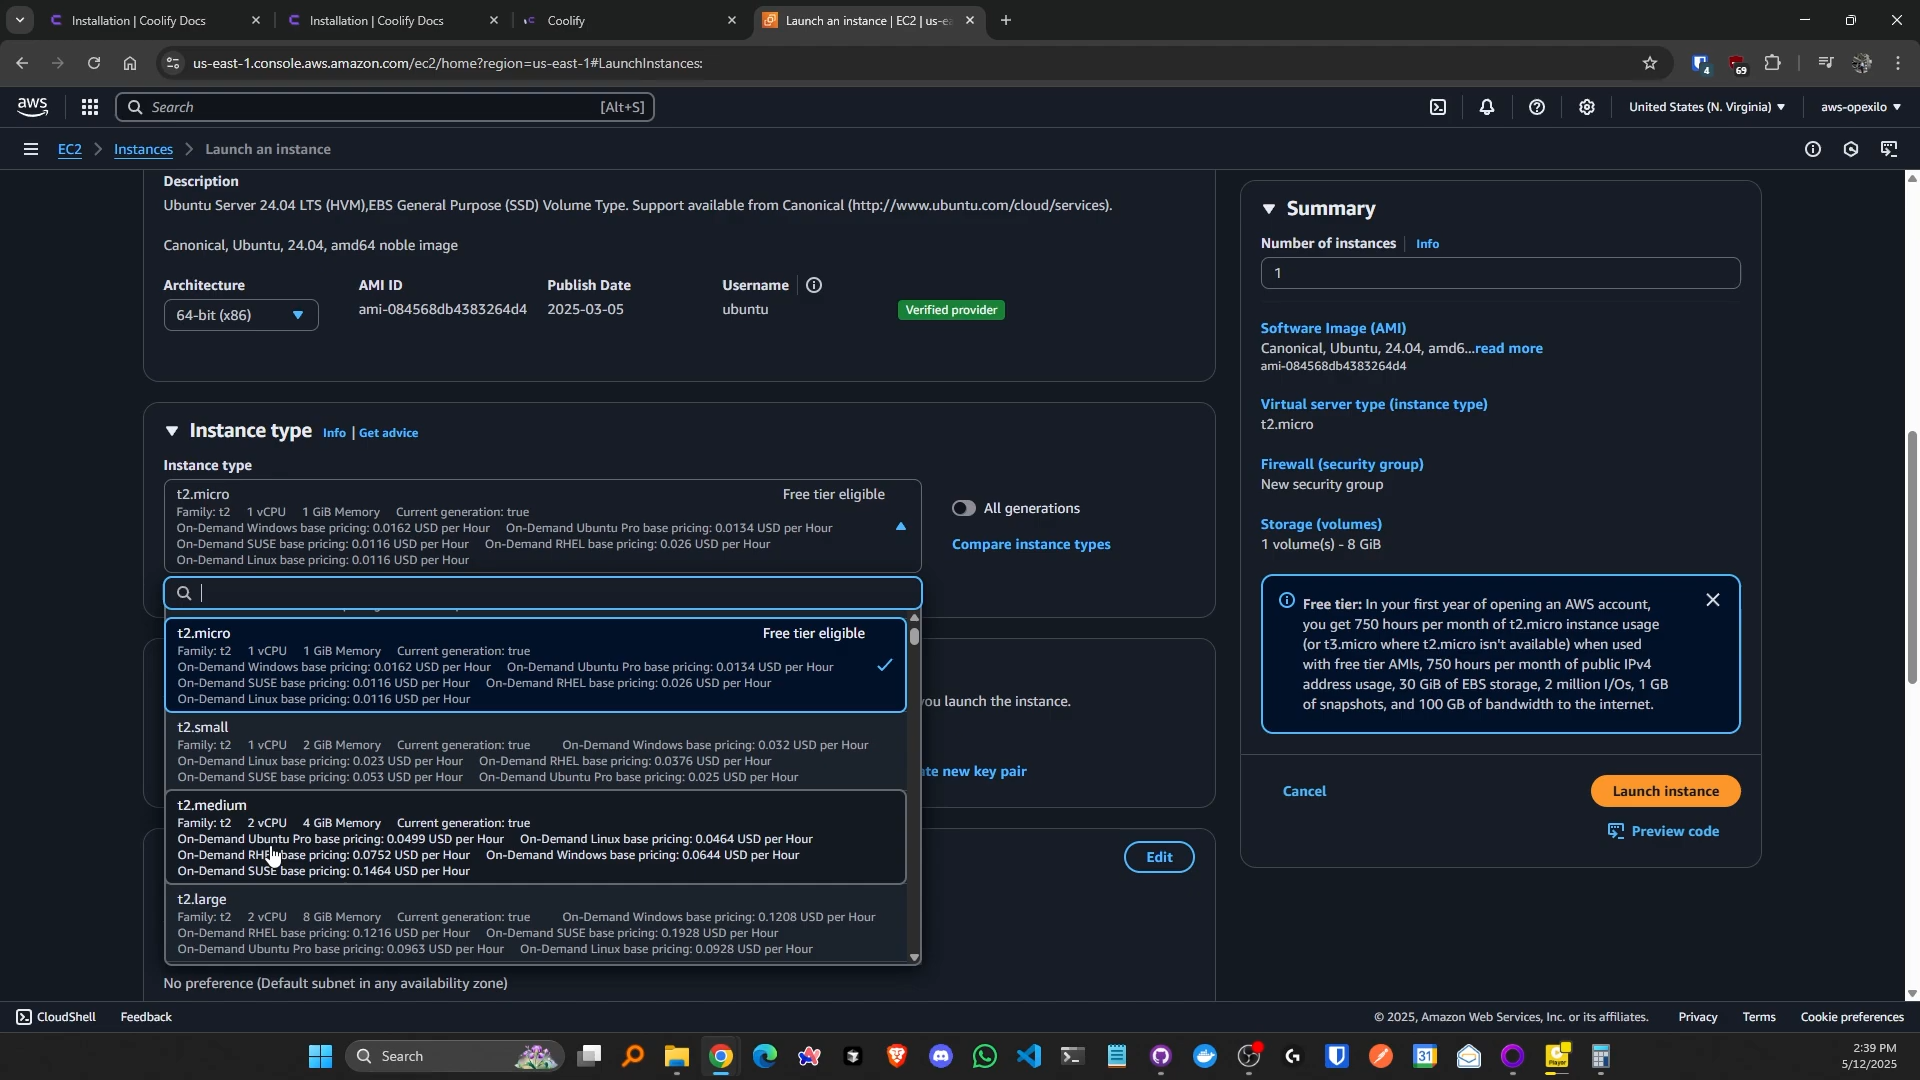 Installation | Coolify Docs
Installation | Coolify Docs
Coolify
Launch an instance | EC2 | us-ea
us-east-1.console.aws.amazon.com/ec2/home?region=us-east-1#LaunchInstances:
4
69
aws
Search
[Alt+S]
United States (N. Virginia)
aws-opexilo
EC2
Instances
Launch an instance
Description
Ubuntu Server 24.04 LTS (HVM),EBS General Purpose (SSD) Volume Type. Support available from Canonical (http://www.ubuntu.com/cloud/services).
Canonical, Ubuntu, 24.04, amd64 noble image
Architecture
AMI ID
Publish Date
Username
64-bit (x86)
ami-084568db4383264d4
2025-03-05
ubuntu
Verified provider
Instance type
Info | Get advice
Instance type
t2.micro
Free tier eligible
Family: t2 1 vCPU 1 GiB Memory Current generation: true
On-Demand Windows base pricing: 0.0162 USD per Hour On-Demand Ubuntu Pro base pricing: 0.0134 USD per Hour
On-Demand SUSE base pricing: 0.0116 USD per Hour On-Demand RHEL base pricing: 0.026 USD per Hour
On-Demand Linux base pricing: 0.0116 USD per Hour
All generations
Compare instance types
t2.micro
Free tier eligible
Family: t2 1 vCPU 1 GiB Memory Current generation: true
On-Demand Windows base pricing: 0.0162 USD per Hour On-Demand Ubuntu Pro base pricing: 0.0134 USD per Hour
On-Demand SUSE base pricing: 0.0116 USD per Hour On-Demand RHEL base pricing: 0.026 USD per Hour
On-Demand Linux base pricing: 0.0116 USD per Hour
t2.small
Family: t2 1 vCPU 2 GiB Memory Current generation: true On-Demand Windows base pricing: 0.032 USD per Hour
On-Demand Linux base pricing: 0.023 USD per Hour On-Demand RHEL base pricing: 0.0376 USD per Hour
On-Demand SUSE base pricing: 0.053 USD per Hour On-Demand Ubuntu Pro base pricing: 0.025 USD per Hour
t2.medium
Family: t2 2 vCPU 4 GiB Memory Current generation: true
On-Demand Ubuntu Pro base pricing: 0.0499 USD per Hour On-Demand Linux base pricing: 0.0464 USD per Hour
On-Demand RHEL base pricing: 0.0752 USD per Hour On-Demand Windows base pricing: 0.0644 USD per Hour
On-Demand SUSE base pricing: 0.1464 USD per Hour
t2.large
Family: t2 2 vCPU 8 GiB Memory Current generation: true On-Demand Windows base pricing: 0.1208 USD per Hour
On-Demand RHEL base pricing: 0.1216 USD per Hour On-Demand SUSE base pricing: 0.1928 USD per Hour
On-Demand Ubuntu Pro base pricing: 0.0963 USD per Hour On-Demand Linux base pricing: 0.0928 USD per Hour
you launch the instance.
te new key pair
Edit
No preference (Default subnet in any availability zone)
Summary
Number of instances
Info
1
Software Image (AMI)
Canonical, Ubuntu, 24.04, amd6...read more
ami-084568db4383264d4
Virtual server type (instance type)
t2.micro
Firewall (security group)
New security group
Storage (volumes)
1 volume(s) - 8 GiB
Free tier: In your first year of opening an AWS account,
you get 750 hours per month of t2.micro instance usage
(or t3.micro where t2.micro isn't available) when used
with free tier AMIs, 750 hours per month of public IPv4
address usage, 30 GiB of EBS storage, 2 million I/Os, 1 GB
of snapshots, and 100 GB of bandwidth to the internet.
Cancel
Launch instance
Preview code
CloudShell
Feedback
© 2025, Amazon Web Services, Inc. or its affiliates.
Privacy
Terms
Cookie preferences
Search
31
2:39 PM
5/12/2025